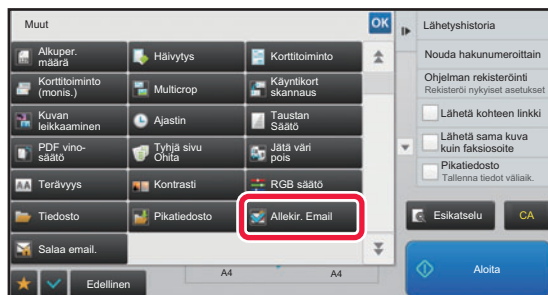 Muut
OK
Alkuper.
määrä
Häivytys
Korttitoiminto
Korttitoiminto
(monis.)
Multicrop
Käyntikort
skannaus
Kuvan
leikkaaminen
Ajastin
Taustan
Säätö
PDF vino-
säätö
Tyhjä sivu
Ohita
Jätä väri
pois
AA Terävyys
Kontrasti
RGB säätö
Tiedosto
Pikatiedosto
Allekir. Email
Salaa email.
Edellinen
A4
A4
Lähetyshistoria
Nouda hakunumeroittain
Ohjelman rekisteröinti
Rekisteröi nykyiset asetukset
Lähetä kohteen linkki
Lähetä sama kuva
kuin faksiosoite
Pikatiedosto
Tallenna tiedot väliaik.
Esikatselu
CA
Aloita